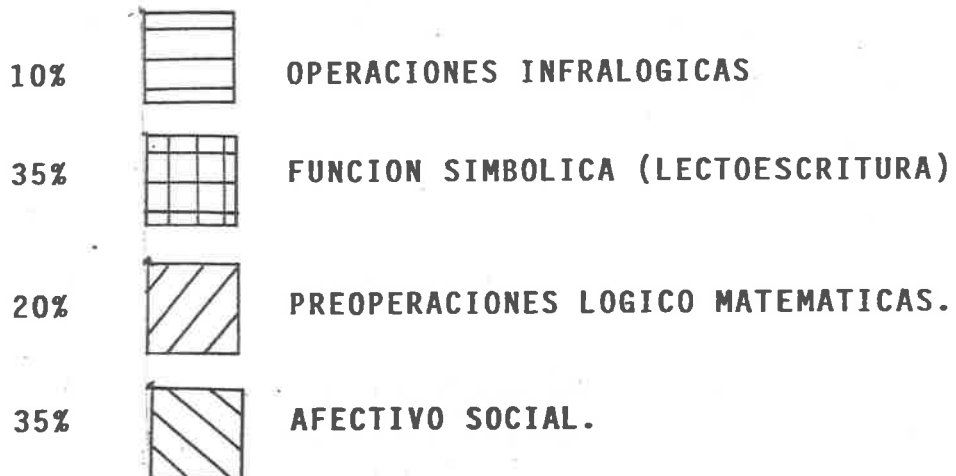 10% OPERACIONES INFRALOGICAS
35% FUNCION SIMBOLICA (LECTOESCRITURA)
20% PREOPERACIONES LOGICO MATEMATICAS.
35% AFECTIVO SOCIAL.